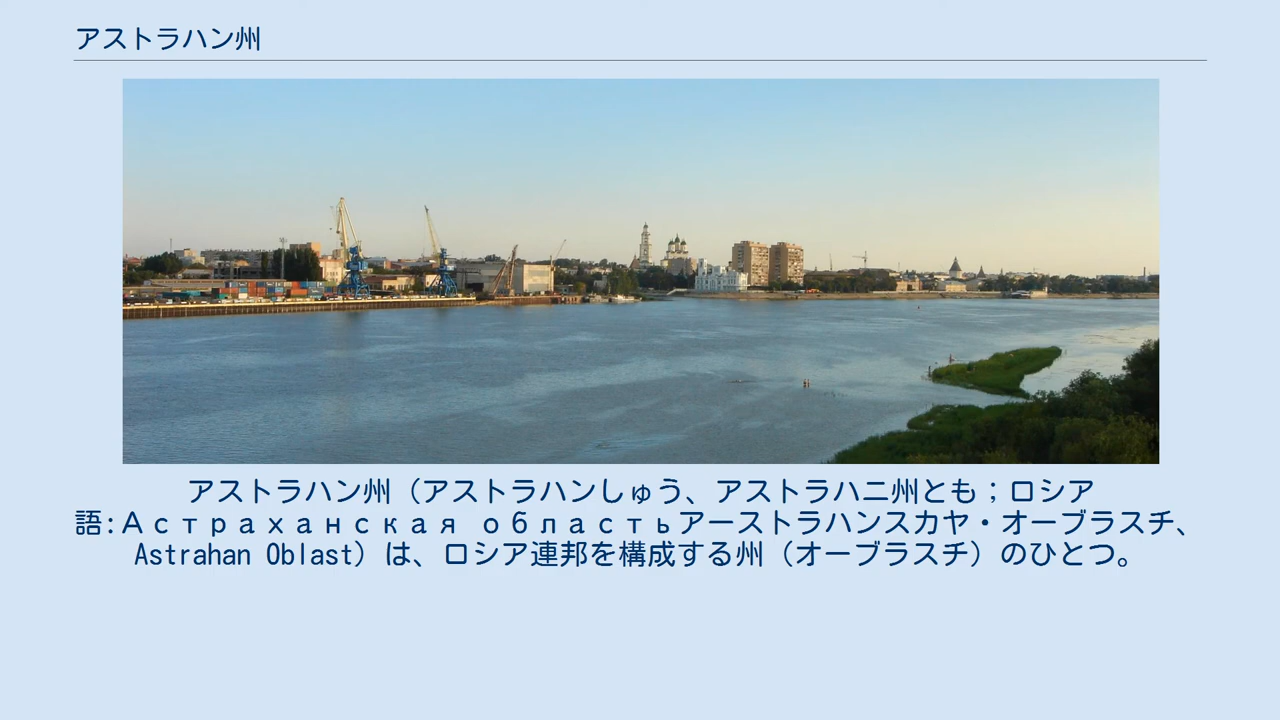 アストラハン州
アストラハン州（アストラハンしゅう、アストラハニ州とも；ロシア
語:Астраханская областьアーストラハンスカヤ・オーブラスチ、
Astrahan Oblast）は、ロシア連邦を構成する州（オーブラスチ）のひとつ。